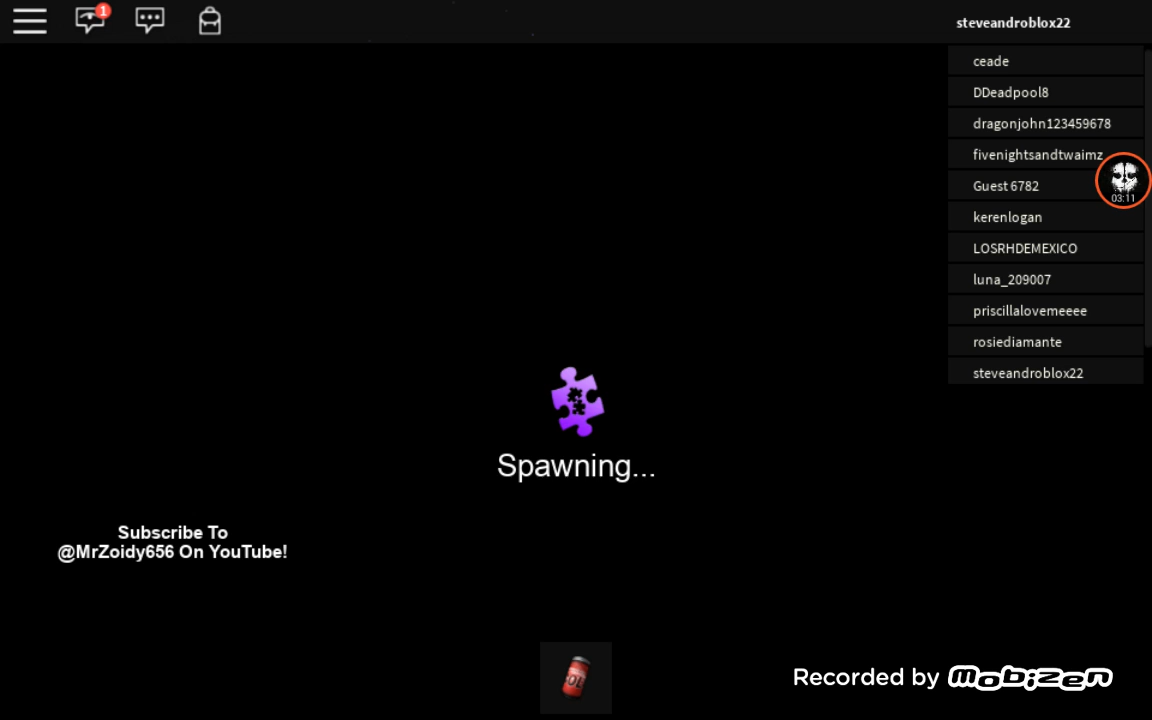 1
steveandroblox22
ceade
DDeadpool8
dragonjohn123459678
fivenightsandtwaimz
Guest 6782
03:11
kerenlogan
LOSRHDEMEXICO
luna_209007
priscillalovemeeee
rosiediamante
steveandroblox22
Spawning...
Subscribe To
@MrZoidy656 On YouTube!
Recorded by Mobizen